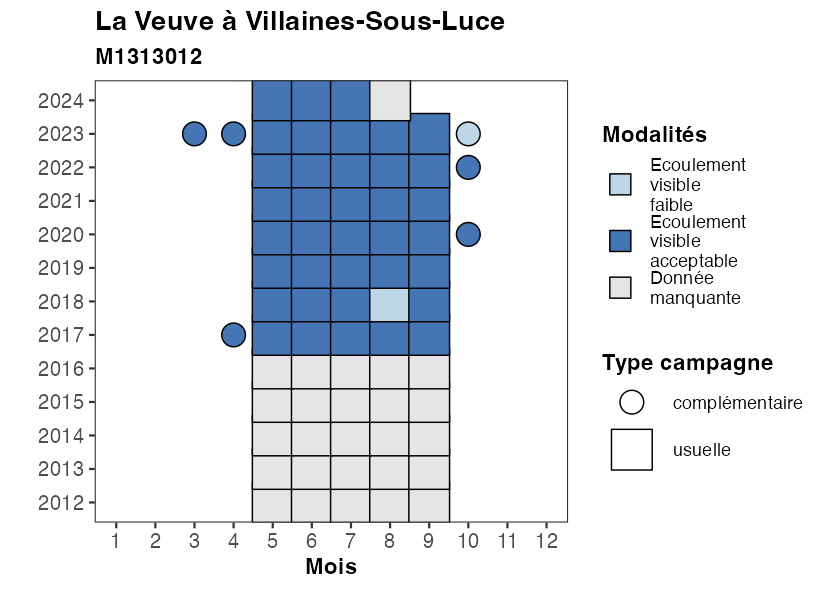 La Veuve à Villaines-Sous-Luce
M1313012
2024
2023
2022
2021
2020
2019
2018
2017
2016
2015
2014
2013
2012
1 2 3 4 5 6 7 8 9 10 11 12
Mois
Modalités
Ecoulement
visible
faible
Ecoulement
visible
acceptable
Donnée
manquante
Type campagne
complémentaire
usuelle